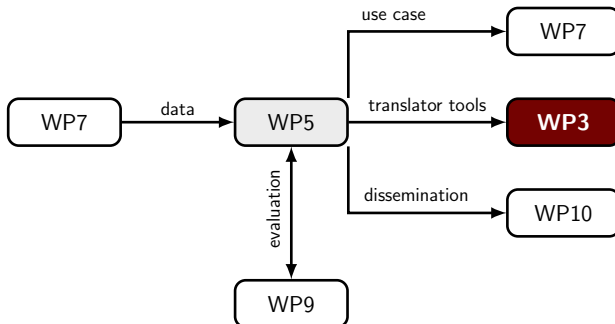 use case
WP7
WP7
data
WP5
translator tools
WP3
evaluation
dissemination
WP10
WP9